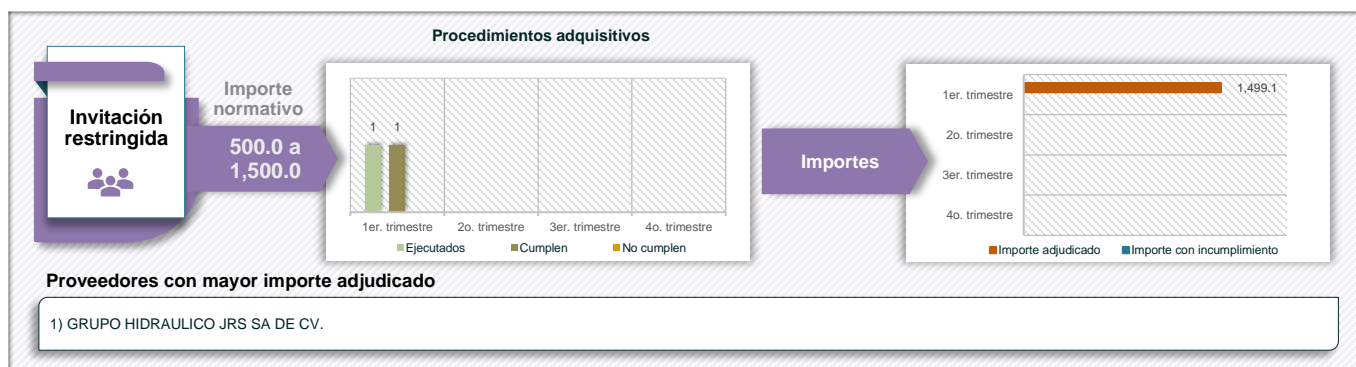 Procedimientos adquisitivos
Invitación
restringida
Importe
normativo
500.0 a
1,500.0
1 1
1er. trimestre 2o. trimestre 3er. trimestre 4o. trimestre
Ejecutados Cumplen No cumplen
Importes
1er. trimestre 1,499.1
2o. trimestre
3er. trimestre
4o. trimestre
Importe adjudicado Importe con incumplimiento
Proveedores con mayor importe adjudicado
1) GRUPO HIDRAULICO JRS SA DE CV.